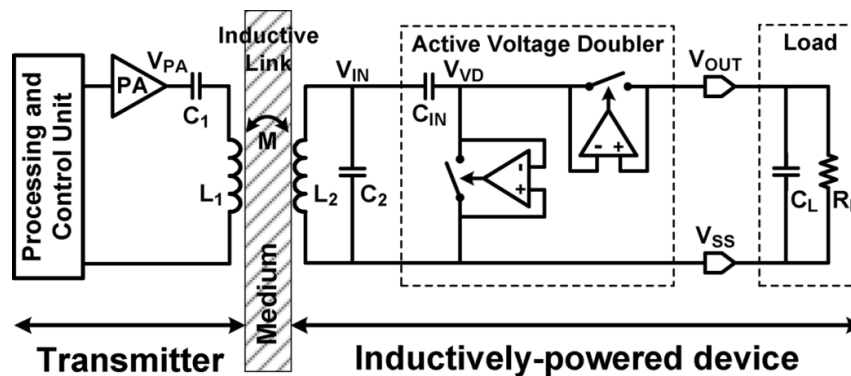 Processing and
Control Unit
PA
V_PA
C_1
L_1
Inductive
Link
M
Medium
L_2
V_IN
C_2
C_IN
Active Voltage Doubler
V_VD
-
+
-
+
V_OUT
V_SS
Load
C_L
Transmitter
Inductively-powered device